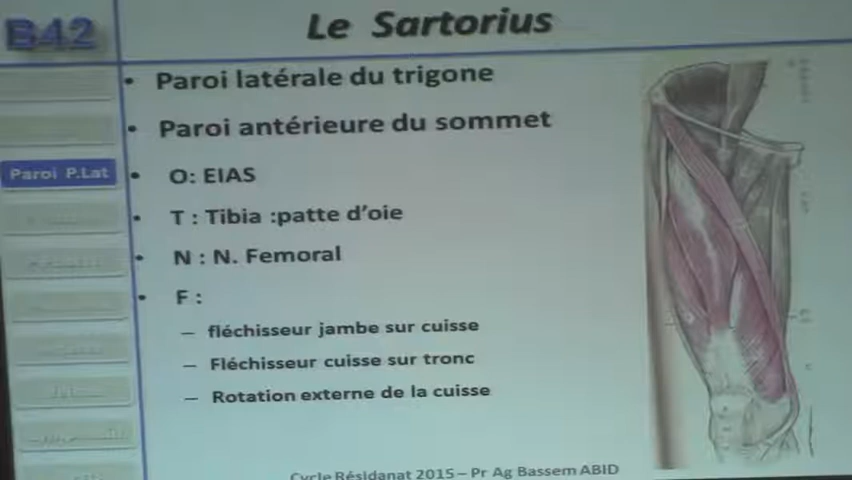 B42
Le Sartorius
Paroi P.Lat
• Paroi latérale du trigone
• Paroi antérieure du sommet
• O: EIAS
• T : Tibia :patte d'oie
• N : N. Femoral
• F :
– fléchisseur jambe sur cuisse
– Fléchisseur cuisse sur tronc
– Rotation externe de la cuisse
Cycle Résidanat 2015 – Pr Ag Bassem ABID